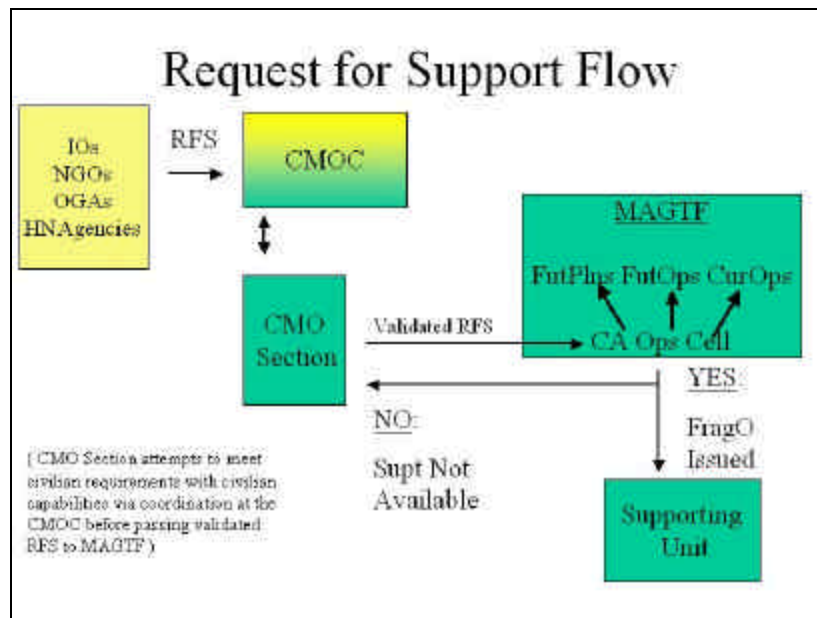 Request for Support Flow
IOs
NGOs
OGAs
HNAgencies
RFS
CMOC
CMO
Section
Validated RFS
MAGTF
FutPlns FutOps CurOps
CA Ops Cell
NO:
Supt Not
Available
YES:
FragO
Issued
Supporting
Unit
( CMO Section attempts to meet
civilian requirements with civilian
capabilities via coordination at the
CMOC before passing validated
RFS to MAGTF )